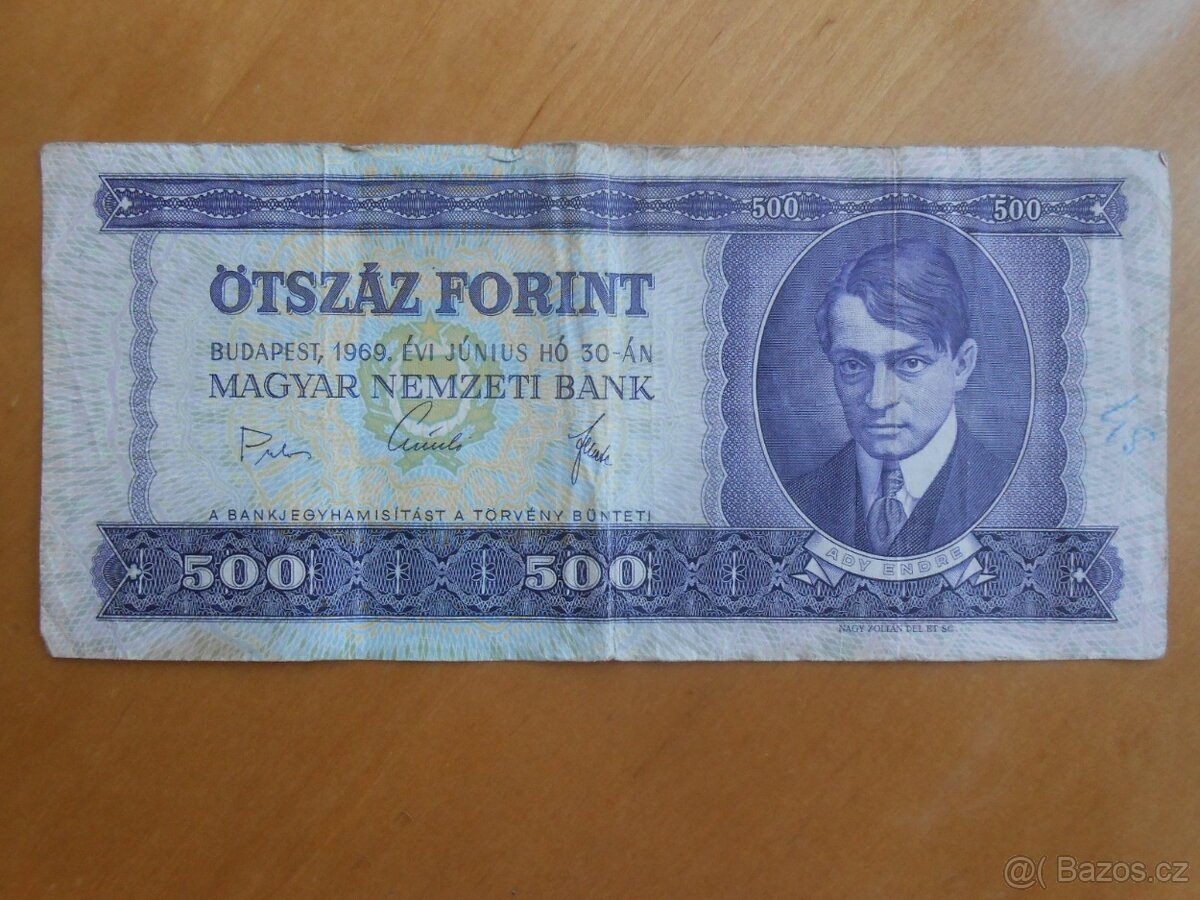 500 500
ÖTSZÁZ FORINT
BUDAPEST, 1969. ÉVI JÚNIUS HÓ 30-ÁN
MAGYAR NEMZETI BANK
A BANKJEGYHAMISÍTÁST A TÖRVÉNY BÜNTETI
500 500
ADY ENDRE
NAGY ZOLTÁN DEL ET SC.
@( Bazos.cz